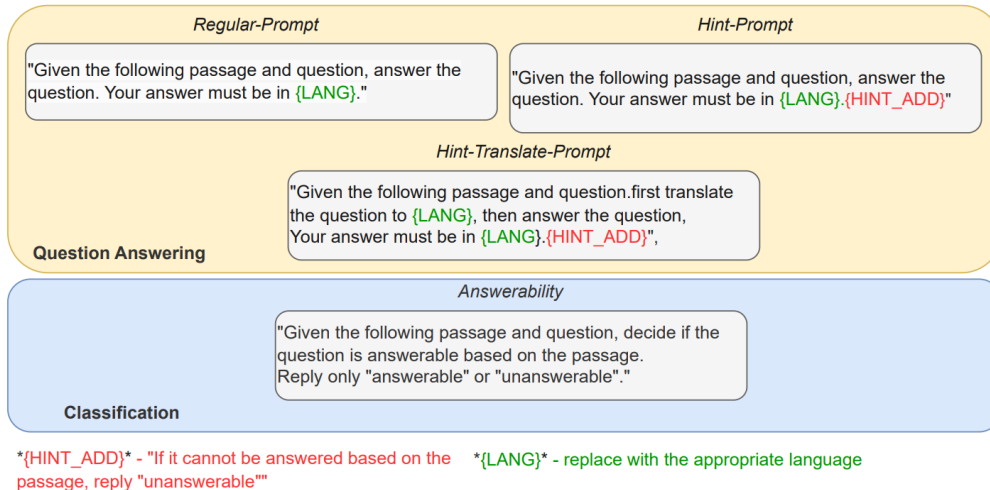 Regular-Prompt
"Given the following passage and question, answer the
question. Your answer must be in {LANG}."
Hint-Prompt
"Given the following passage and question, answer the
question. Your answer must be in {LANG}.{HINT_ADD}"
Hint-Translate-Prompt
"Given the following passage and question.first translate
the question to {LANG}, then answer the question,
Your answer must be in {LANG}.{HINT_ADD}",
Question Answering
Answerability
"Given the following passage and question, decide if the
question is answerable based on the passage.
Reply only "answerable" or "unanswerable"."
Classification
*{HINT_ADD}* - "If it cannot be answered based on the
passage, reply "unanswerable""
*{LANG}* - replace with the appropriate language